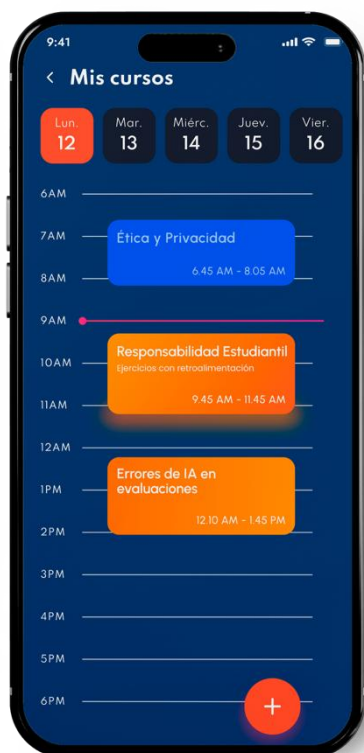 9:41
< Mis cursos
Lun. Mar. Miérc. Juev. Vier.
12 13 14 15 16
6AM
7AM
Ética y Privacidad
8AM
6.45 AM - 8.05 AM
9AM
Responsabilidad Estudiantil
10AM
Ejercicios con retroalimentación
9.45 AM - 11.45 AM
11AM
12AM
Errores de IA en
evaluaciones
1PM
12.10 AM - 1.45 PM
2PM
3PM
4PM
5PM
6PM
+